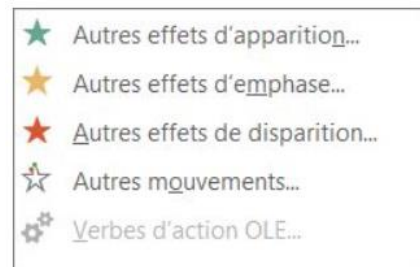 Autres effets d'apparition...
Autres effets d'emphase...
Autres effets de disparition...
Autres mouvements...
Verbes d'action OLE...